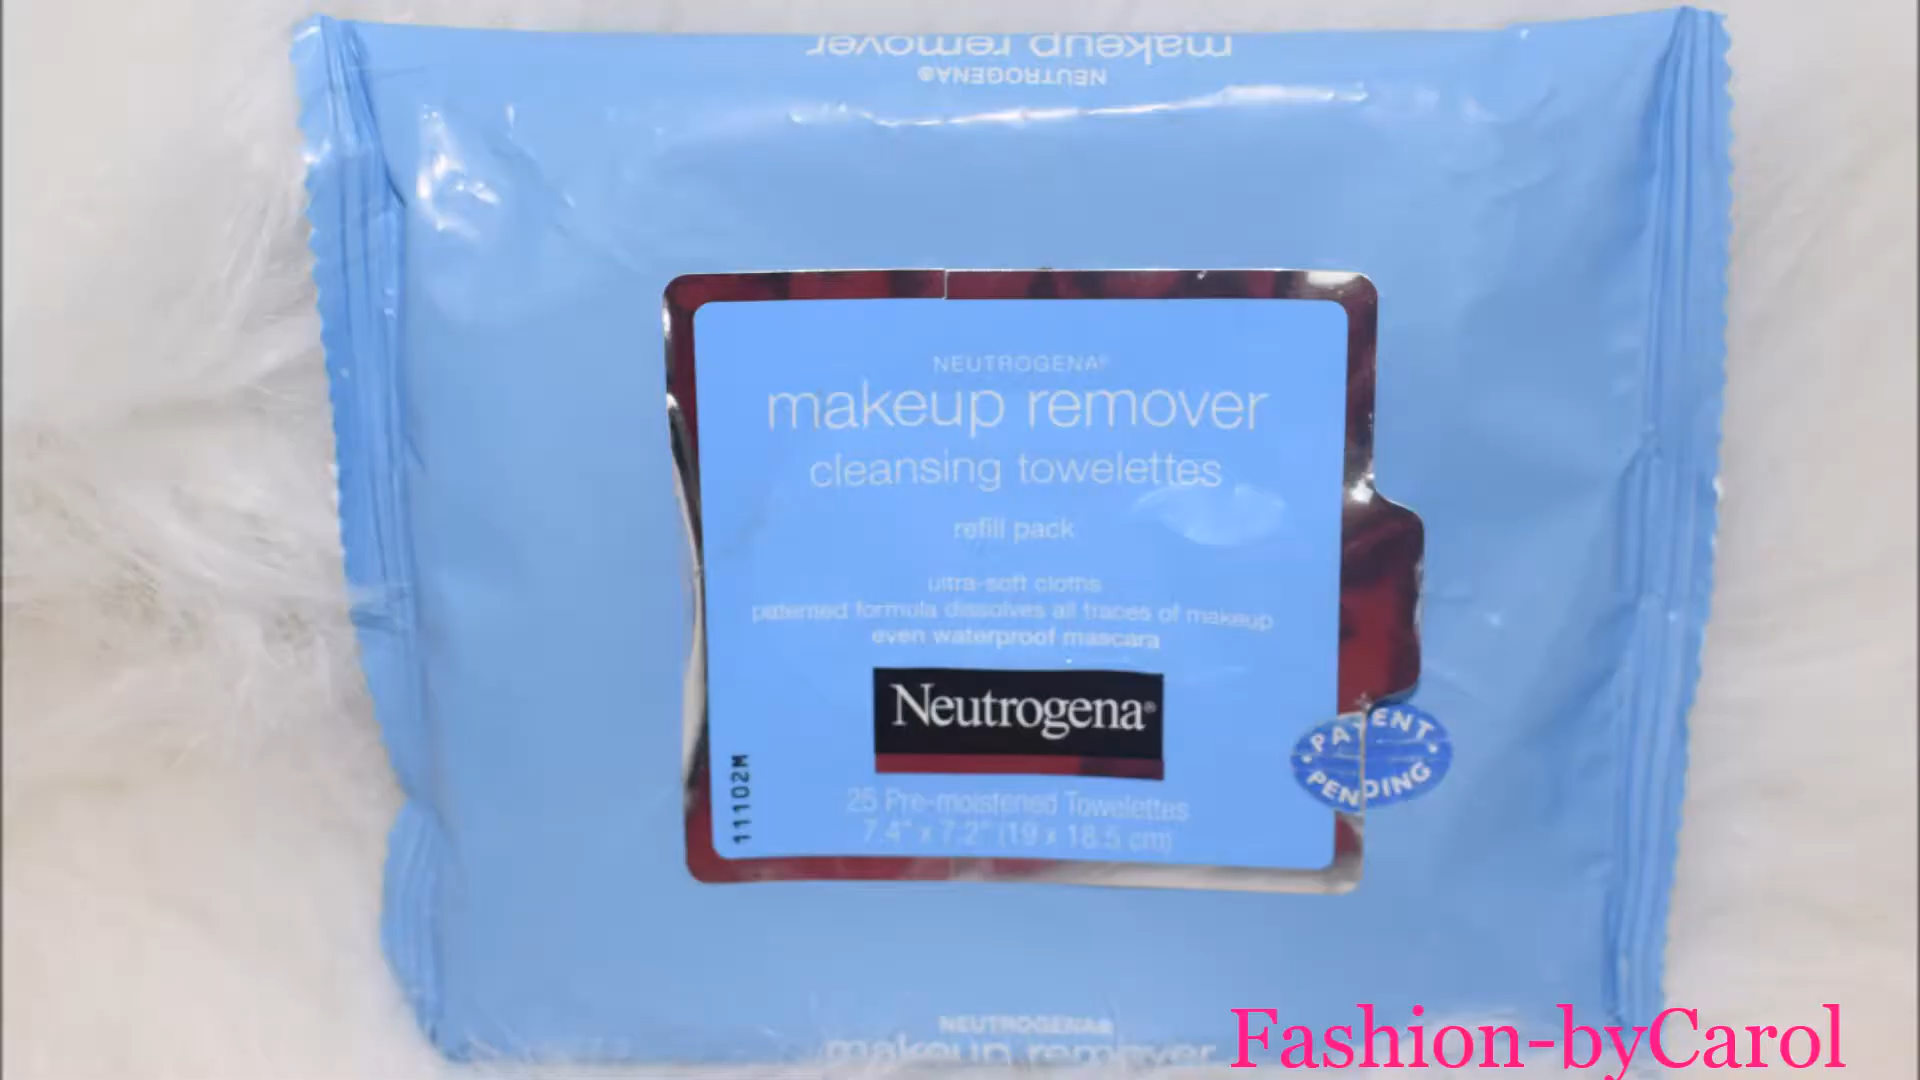 makeup remover
NEUTROGENA®
NEUTROGENA®
makeup remover
cleansing towelettes
refill pack
ultra-soft cloths
patented formula dissolves all traces of makeup
even waterproof mascara
Neutrogena®
25 Pre-moistened Towelettes
7.4" x 7.2" (19 x 18.5 cm)
11102M
PATENT
PENDING
NEUTROGENA®
makeup remover
Fashion-byCarol